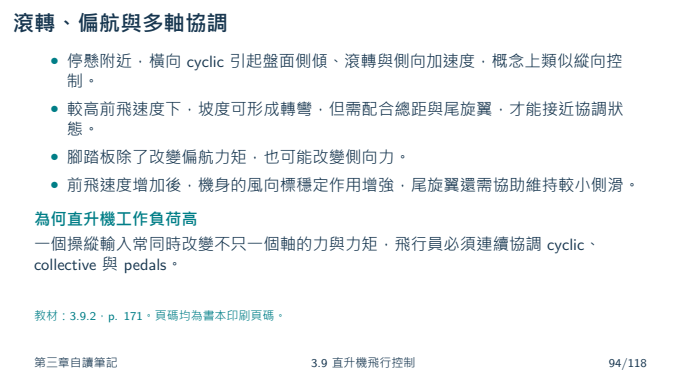 滾轉、偏航與多軸協調
• 停懸附近，橫向 cyclic 引起盤面側傾、滾轉與側向加速度，概念上類似縱向控
制。
• 較高前飛速度下，坡度可形成轉彎，但需配合總距與尾旋翼，才能接近協調狀
態。
• 腳踏板除了改變偏航力矩，也可能改變側向力。
• 前飛速度增加後，機身的風向標穩定作用增強，尾旋翼還需協助維持較小側滑。
為何直升機工作負荷高
一個操縱輸入常同時改變不只一個軸的力與力矩，飛行員必須連續協調 cyclic、
collective 與 pedals。
教材：3.9.2，p. 171。頁碼均為書本印刷頁碼。
第三章自讀筆記
3.9 直升機飛行控制
94/118